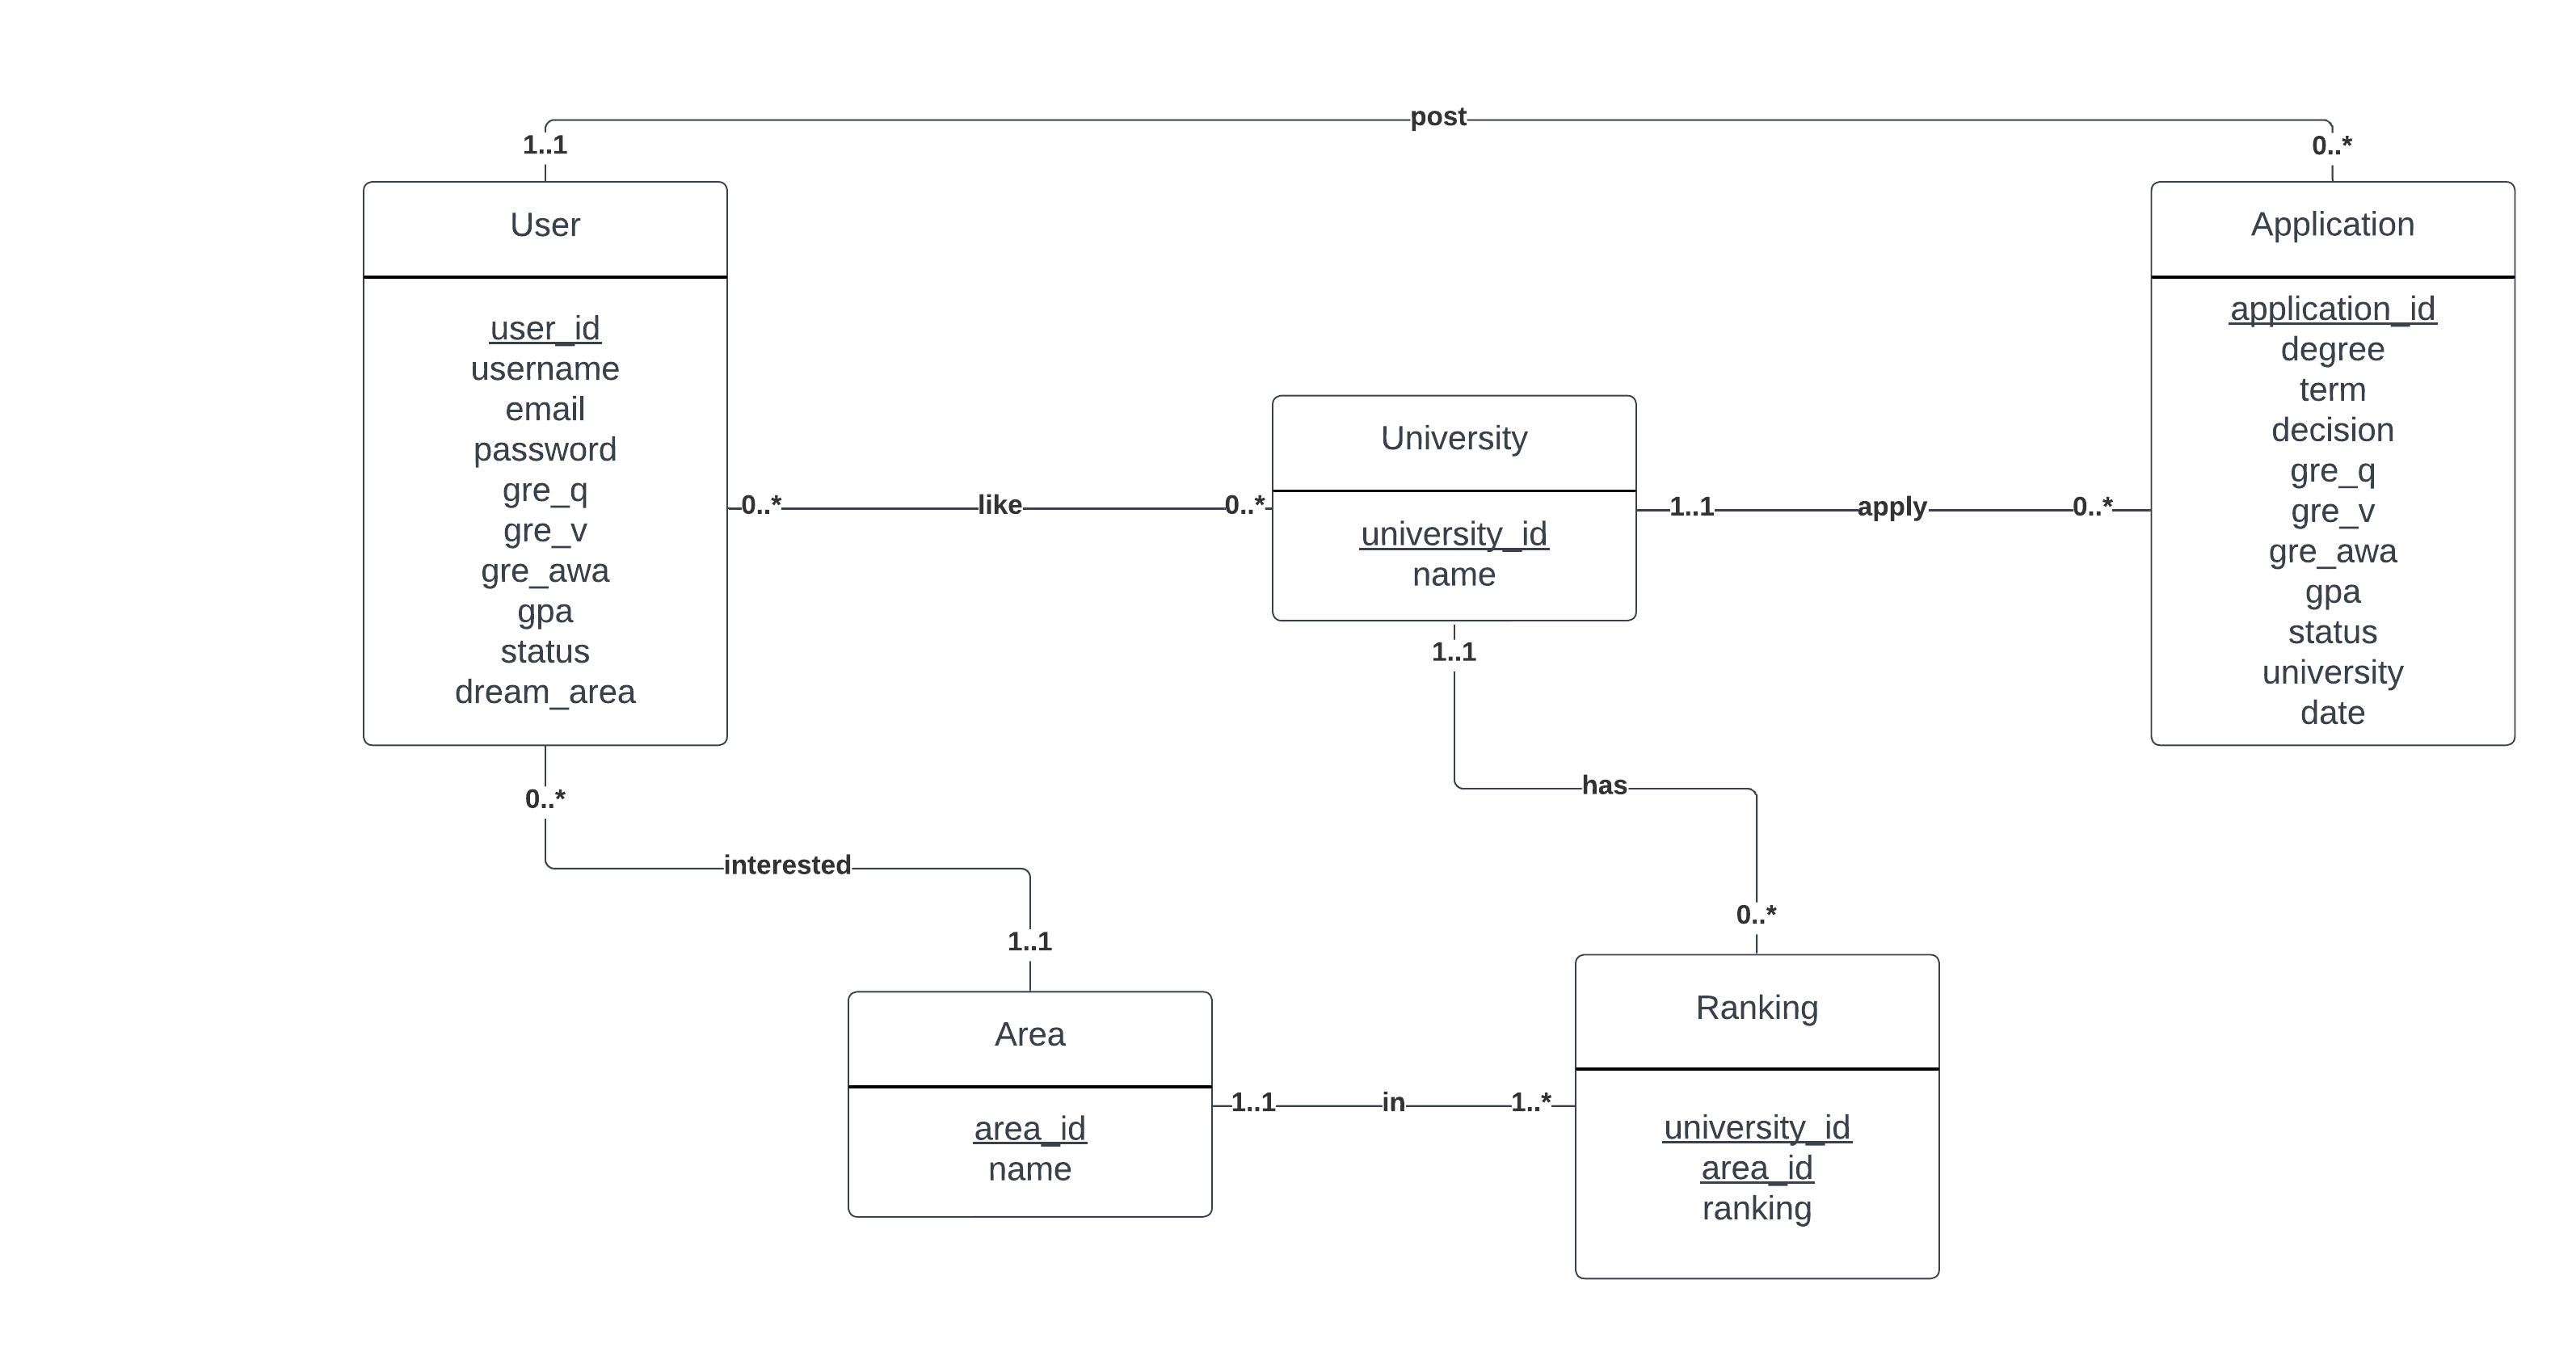 post
1..1
0..*
User
user_id
username
email
password
gre_q
gre_v
gre_awa
gpa
status
dream_area
Application
application_id
degree
term
decision
gre_q
gre_v
gre_awa
gpa
status
university
date
0..*
like
0..*
University
university_id
name
1..1
apply
0..*
1..1
has
0..*
0..*
interested
1..1
Area
area_id
name
1..1
in
1..*
Ranking
university_id
area_id
ranking